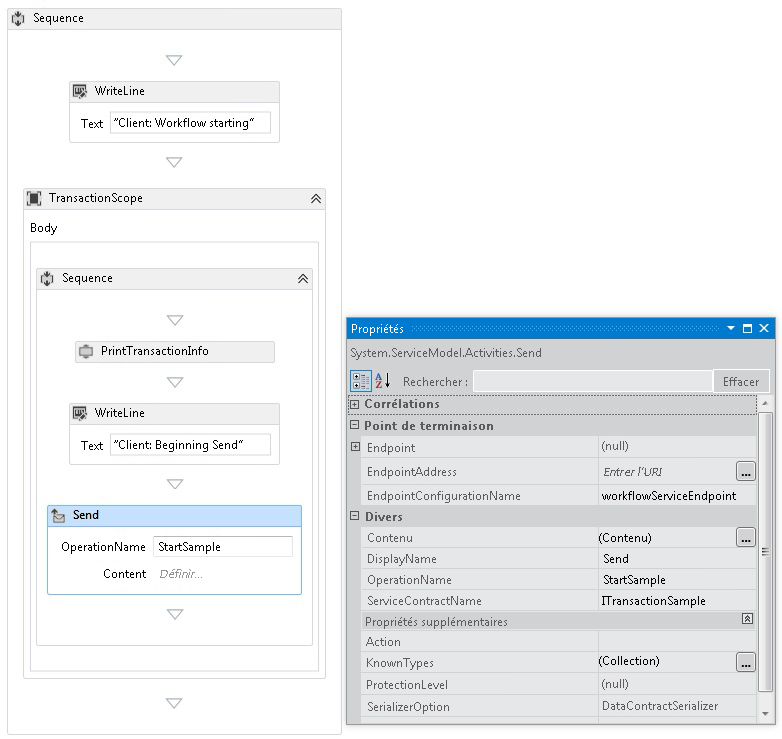 Sequence
WriteLine
Text "Client: Workflow starting"
TransactionScope
Body
Sequence
PrintTransactionInfo
WriteLine
Text "Client: Beginning Send"
Send
OperationName StartSample
Content Définir...
Propriétés
System.ServiceModel.Activities.Send
Rechercher : Effacer
Corrélations
Point de terminaison
Endpoint (null)
EndpointAddress Entrer l'URI ...
EndpointConfigurationName workflowServiceEndpoint
Divers
Contenu (Contenu) ...
DisplayName Send
OperationName StartSample
ServiceContractName ITransactionSample
Propriétés supplémentaires
Action
KnownTypes (Collection) ...
ProtectionLevel (null)
SerializerOption DataContractSerializer